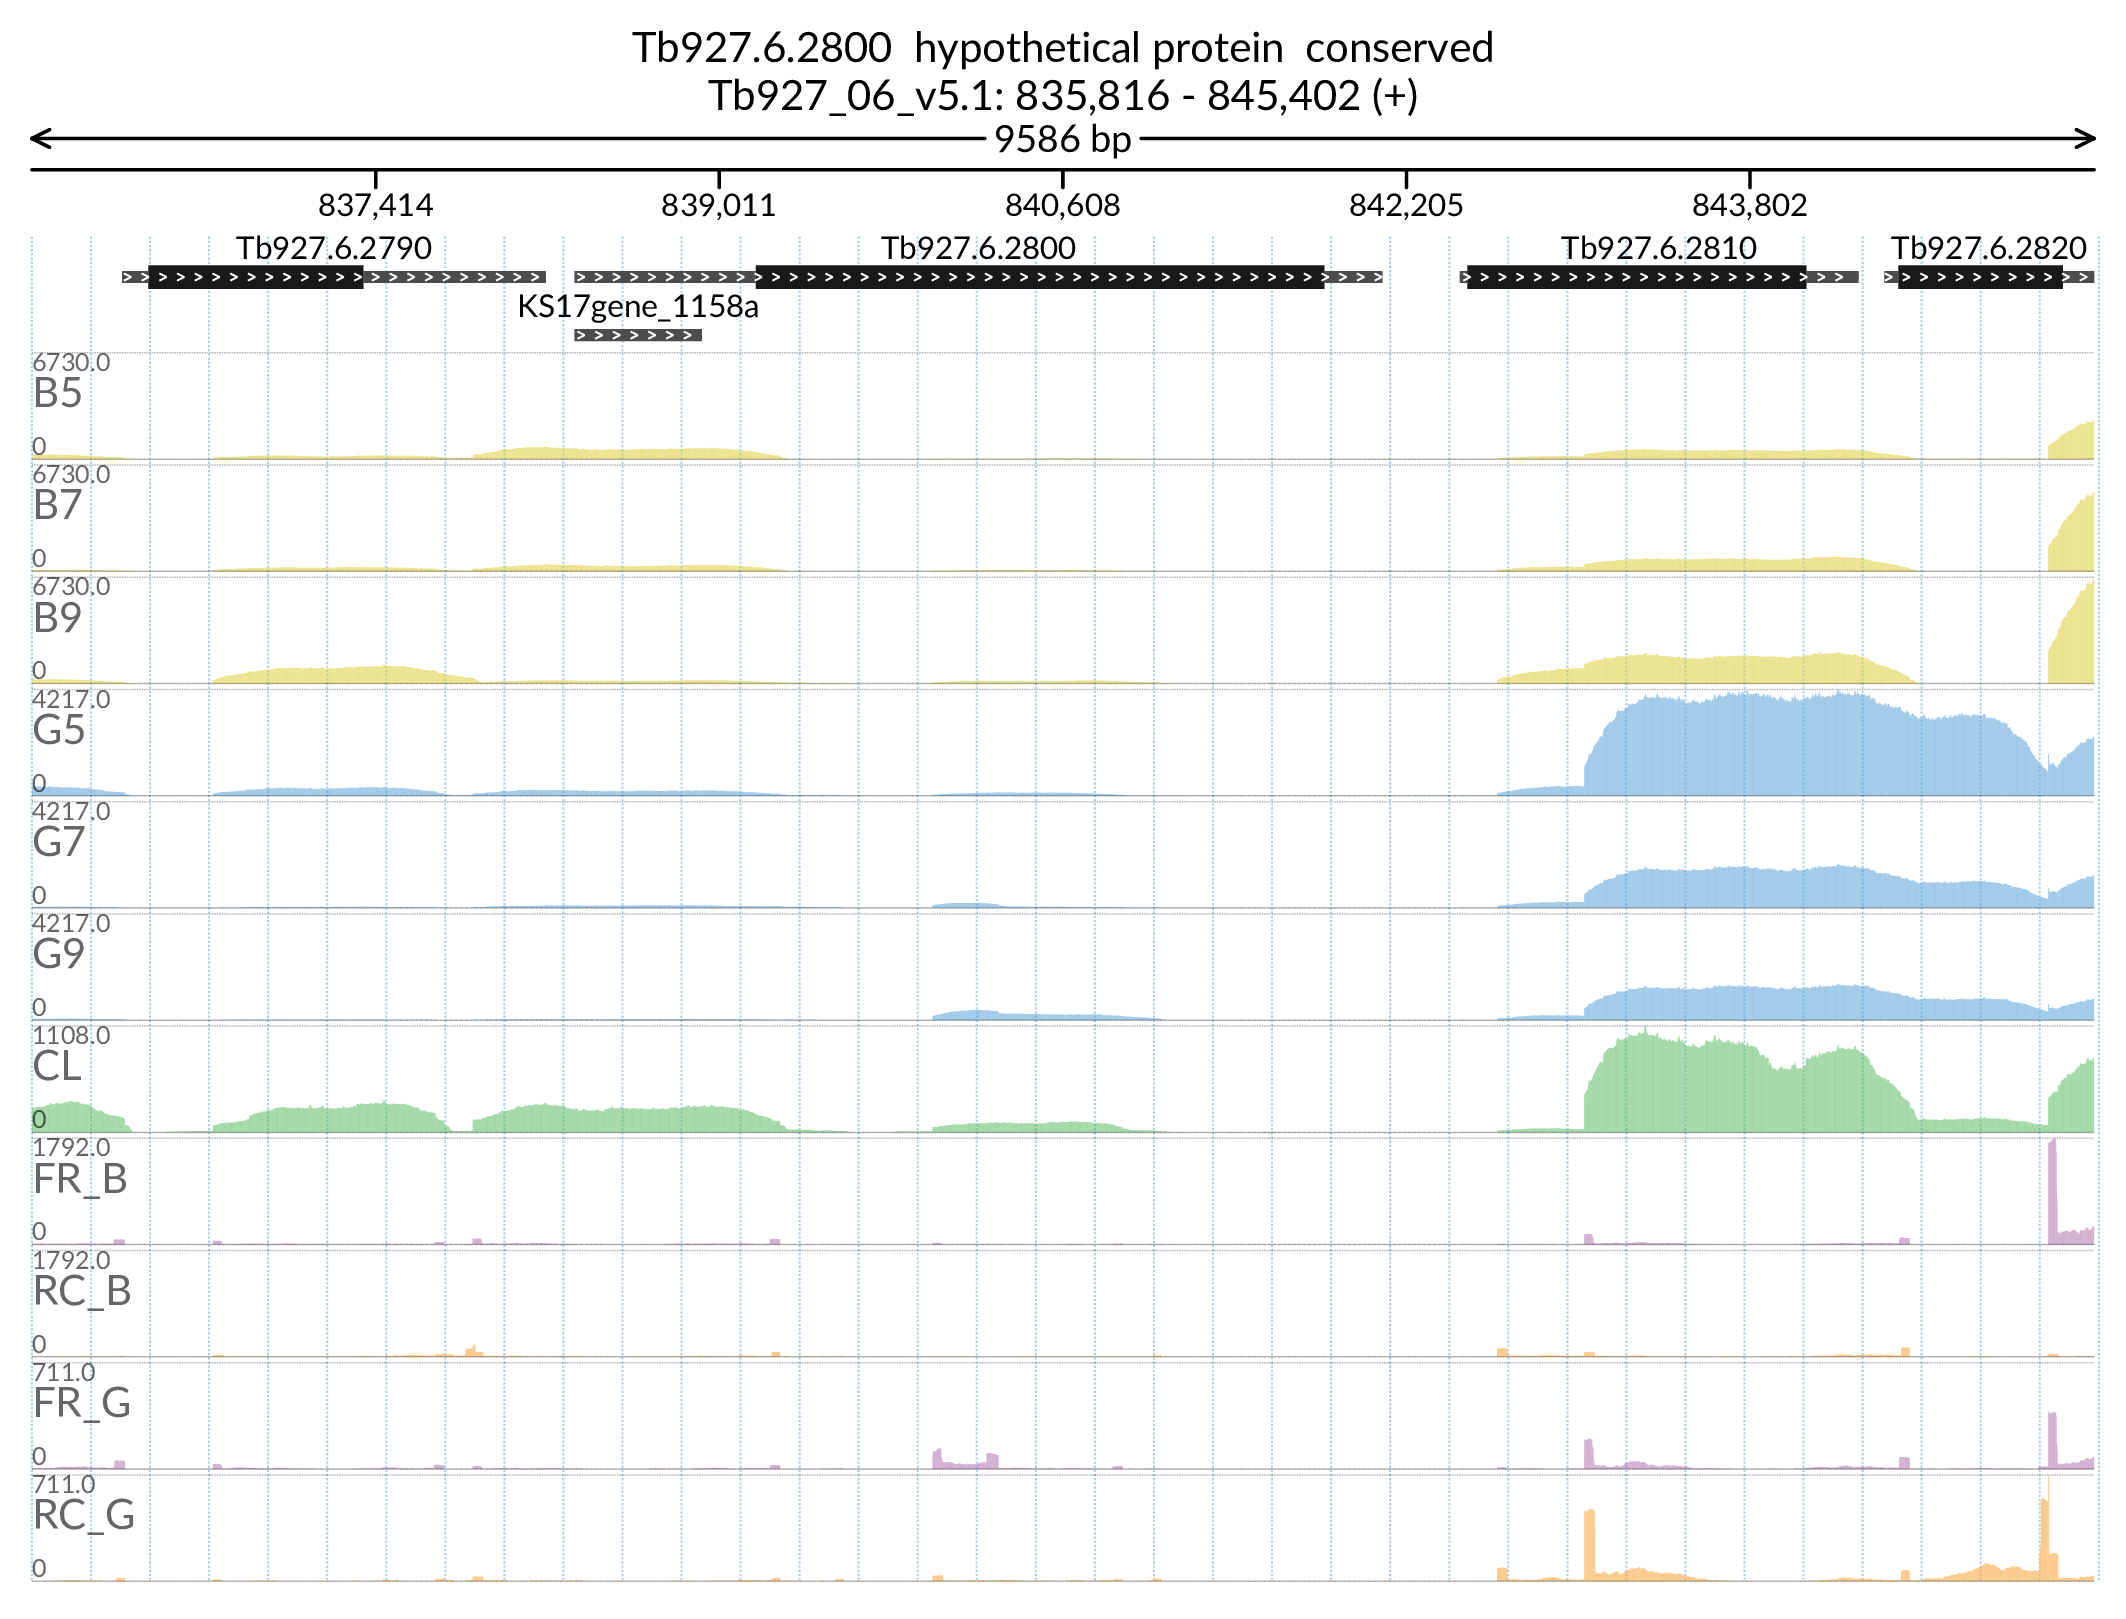 Tb927.6.2800  hypothetical protein  conserved
Tb927_06_v5.1: 835,816 - 845,402 (+)
9586 bp
837,414 839,011 840,608 842,205 843,802
Tb927.6.2790 Tb927.6.2800 Tb927.6.2810 Tb927.6.2820
KS17gene_1158a
6730.0
B5
0
6730.0
B7
0
6730.0
B9
0
4217.0
G5
0
4217.0
G7
0
4217.0
G9
0
1108.0
CL
0
1792.0
FR_B
0
1792.0
RC_B
0
711.0
FR_G
0
711.0
RC_G
0